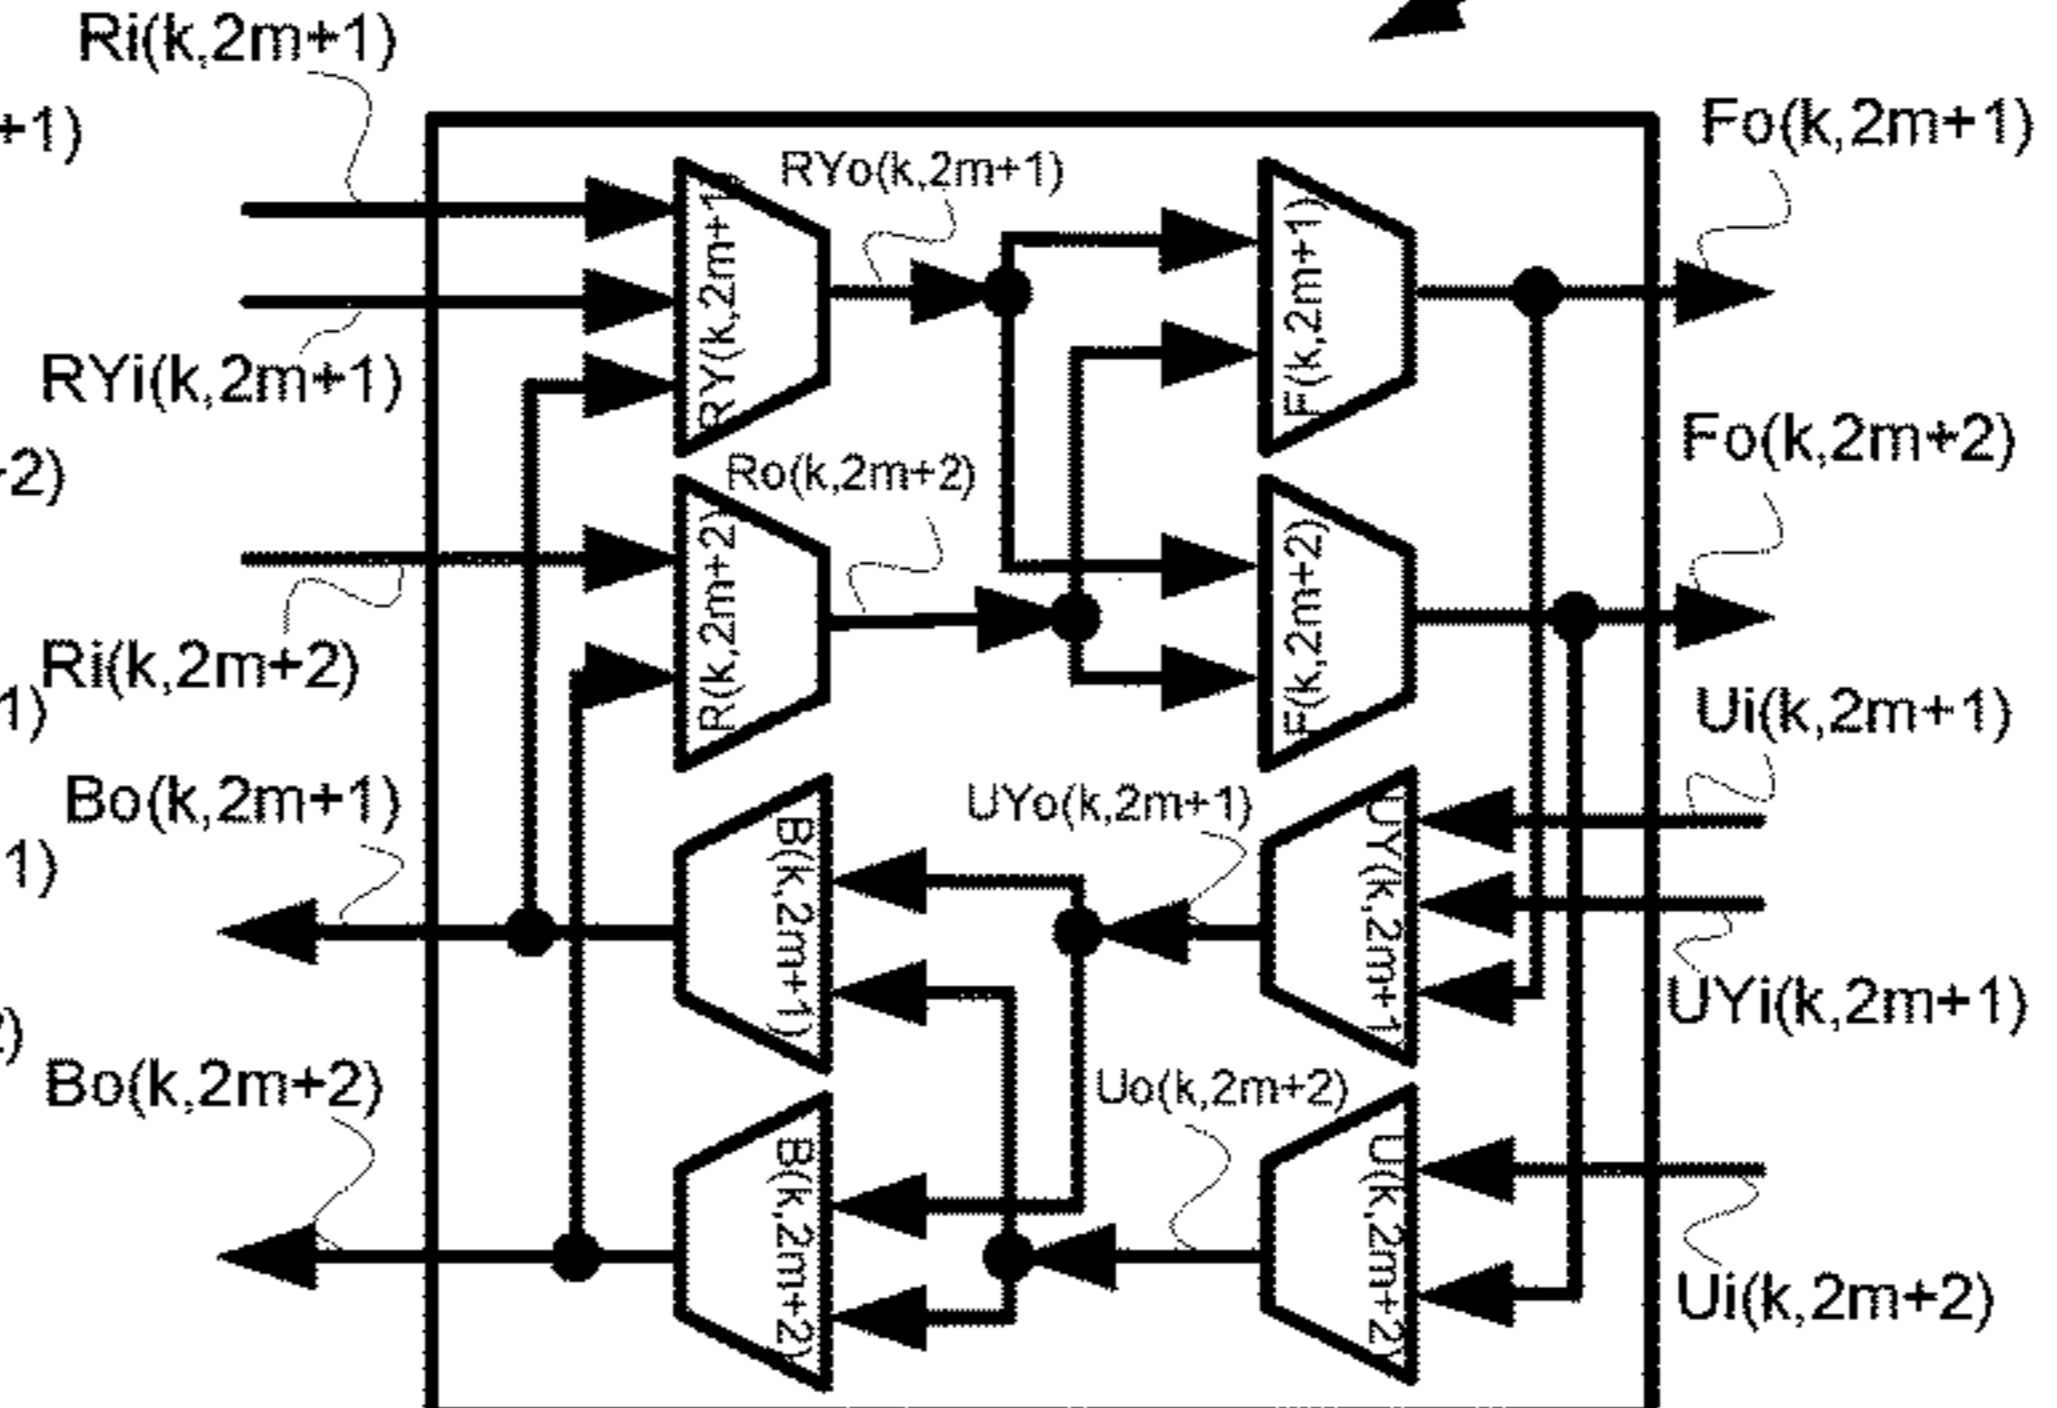 Ri(k,2m+1)
+1)
Fo(k,2m+1)
RYo(k,2m+1)
RY(k,2m+1)
F(k,2m+1)
RYi(k,2m+1)
+2)
Ro(k,2m+2)
Fo(k,2m+2)
R(k,2m+2)
F(k,2m+2)
Ri(k,2m+2)
1)
Ui(k,2m+1)
Bo(k,2m+1)
UYo(k,2m+1)
B(k,2m+1)
UY(k,2m+1
1)
UYi(k,2m+1)
2)
Bo(k,2m+2)
Uo(k,2m+2)
B(k,2m+2)
U(k,2m+2)
Ui(k,2m+2)